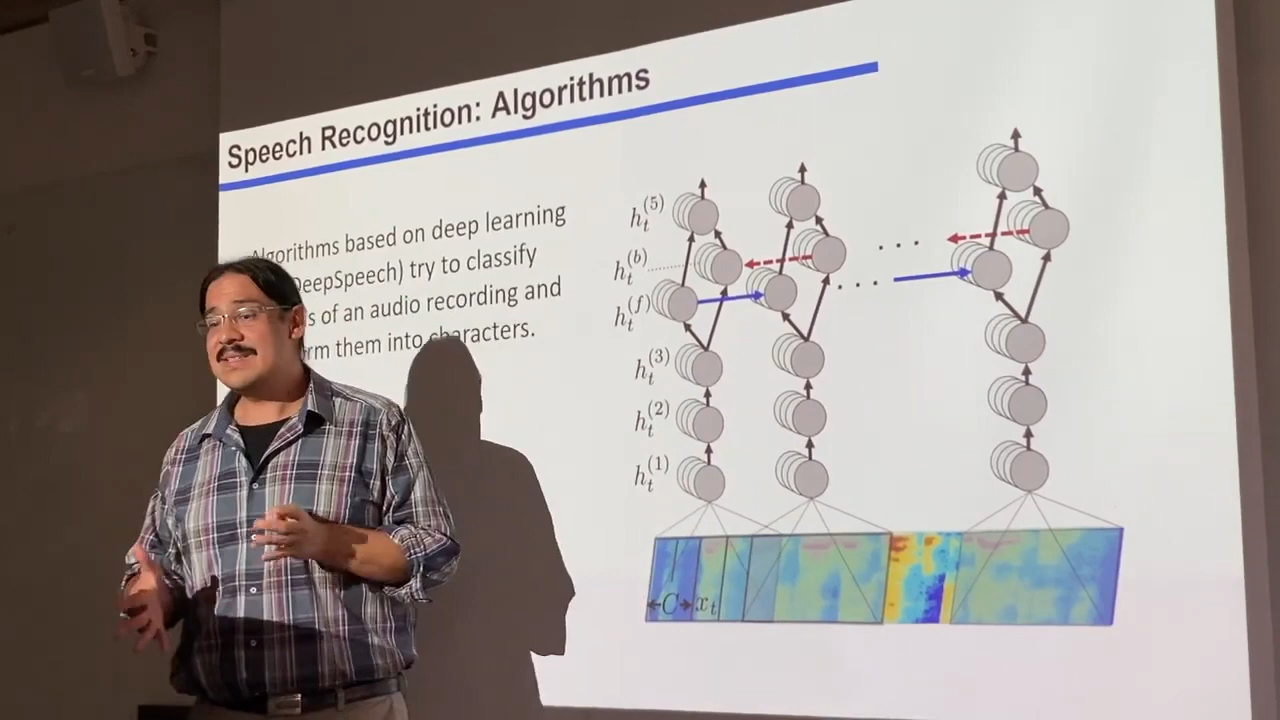 Speech Recognition: Algorithms
Algorithms based on deep learning
DeepSpeech) try to classify
of an audio recording and
them into characters.
h_t^{(5)}
h_t^{(b)}
h_t^{(f)}
h_t^{(3)}
h_t^{(2)}
h_t^{(1)}
. . .
. . .
C x_t